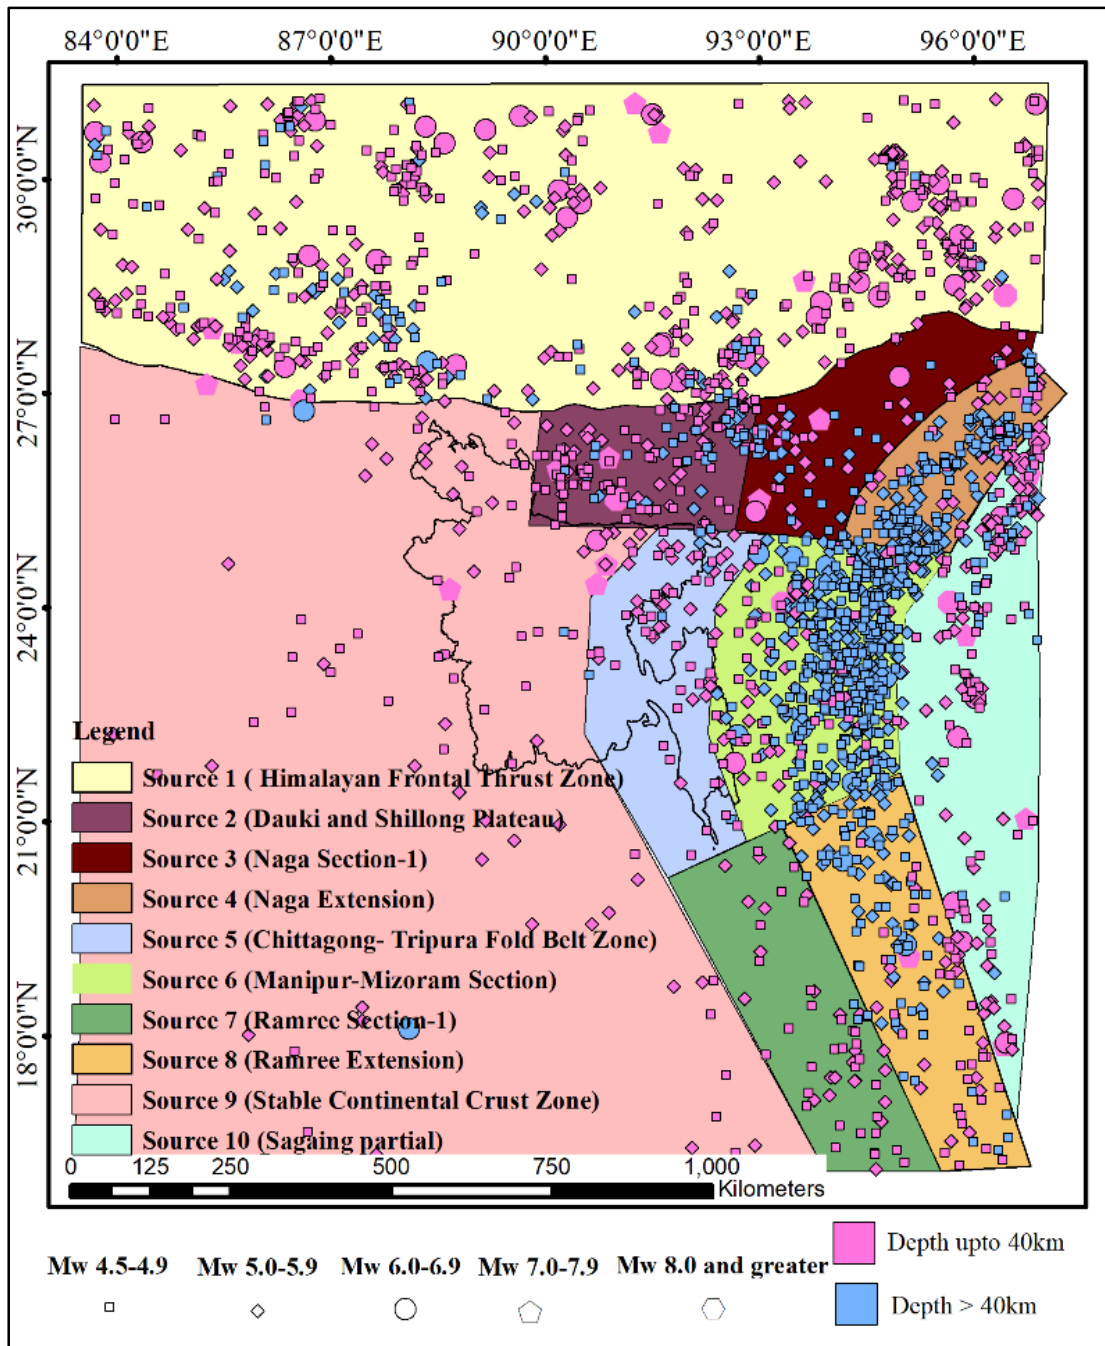 84°0'0"E 87°0'0"E 90°0'0"E 93°0'0"E 96°0'0"E
30°0'0"N
27°0'0"N
24°0'0"N
21°0'0"N
18°0'0"N
Legend
Source 1 ( Himalayan Frontal Thrust Zone)
Source 2 (Dauki and Shillong Plateau)
Source 3 (Naga Section-1)
Source 4 (Naga Extension)
Source 5 (Chittagong- Tripura Fold Belt Zone)
Source 6 (Manipur-Mizoram Section)
Source 7 (Ramree Section-1)
Source 8 (Ramree Extension)
Source 9 (Stable Continental Crust Zone)
Source 10 (Sagaing partial)
0 125 250 500 750 1,000
Kilometers
Mw 4.5-4.9 Mw 5.0-5.9 Mw 6.0-6.9 Mw 7.0-7.9 Mw 8.0 and greater
Depth upto 40km
Depth > 40km